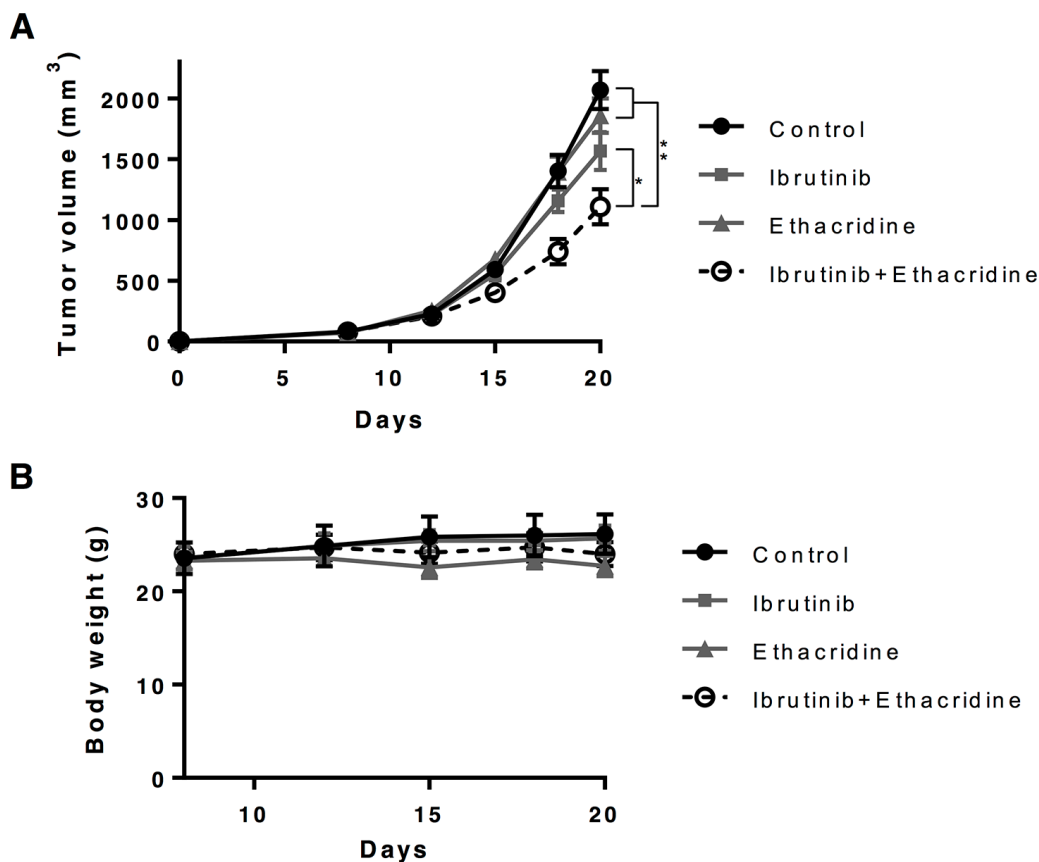 A
Tumor volume (mm3)
2000
1500
1000
500
0
0 5 10 15 20
Days
*
**
Control
Ibrutinib
Ethacridine
Ibrutinib+Ethacridine
B
Body weight (g)
30
20
10
0
10 15 20
Days
Control
Ibrutinib
Ethacridine
Ibrutinib+Ethacridine